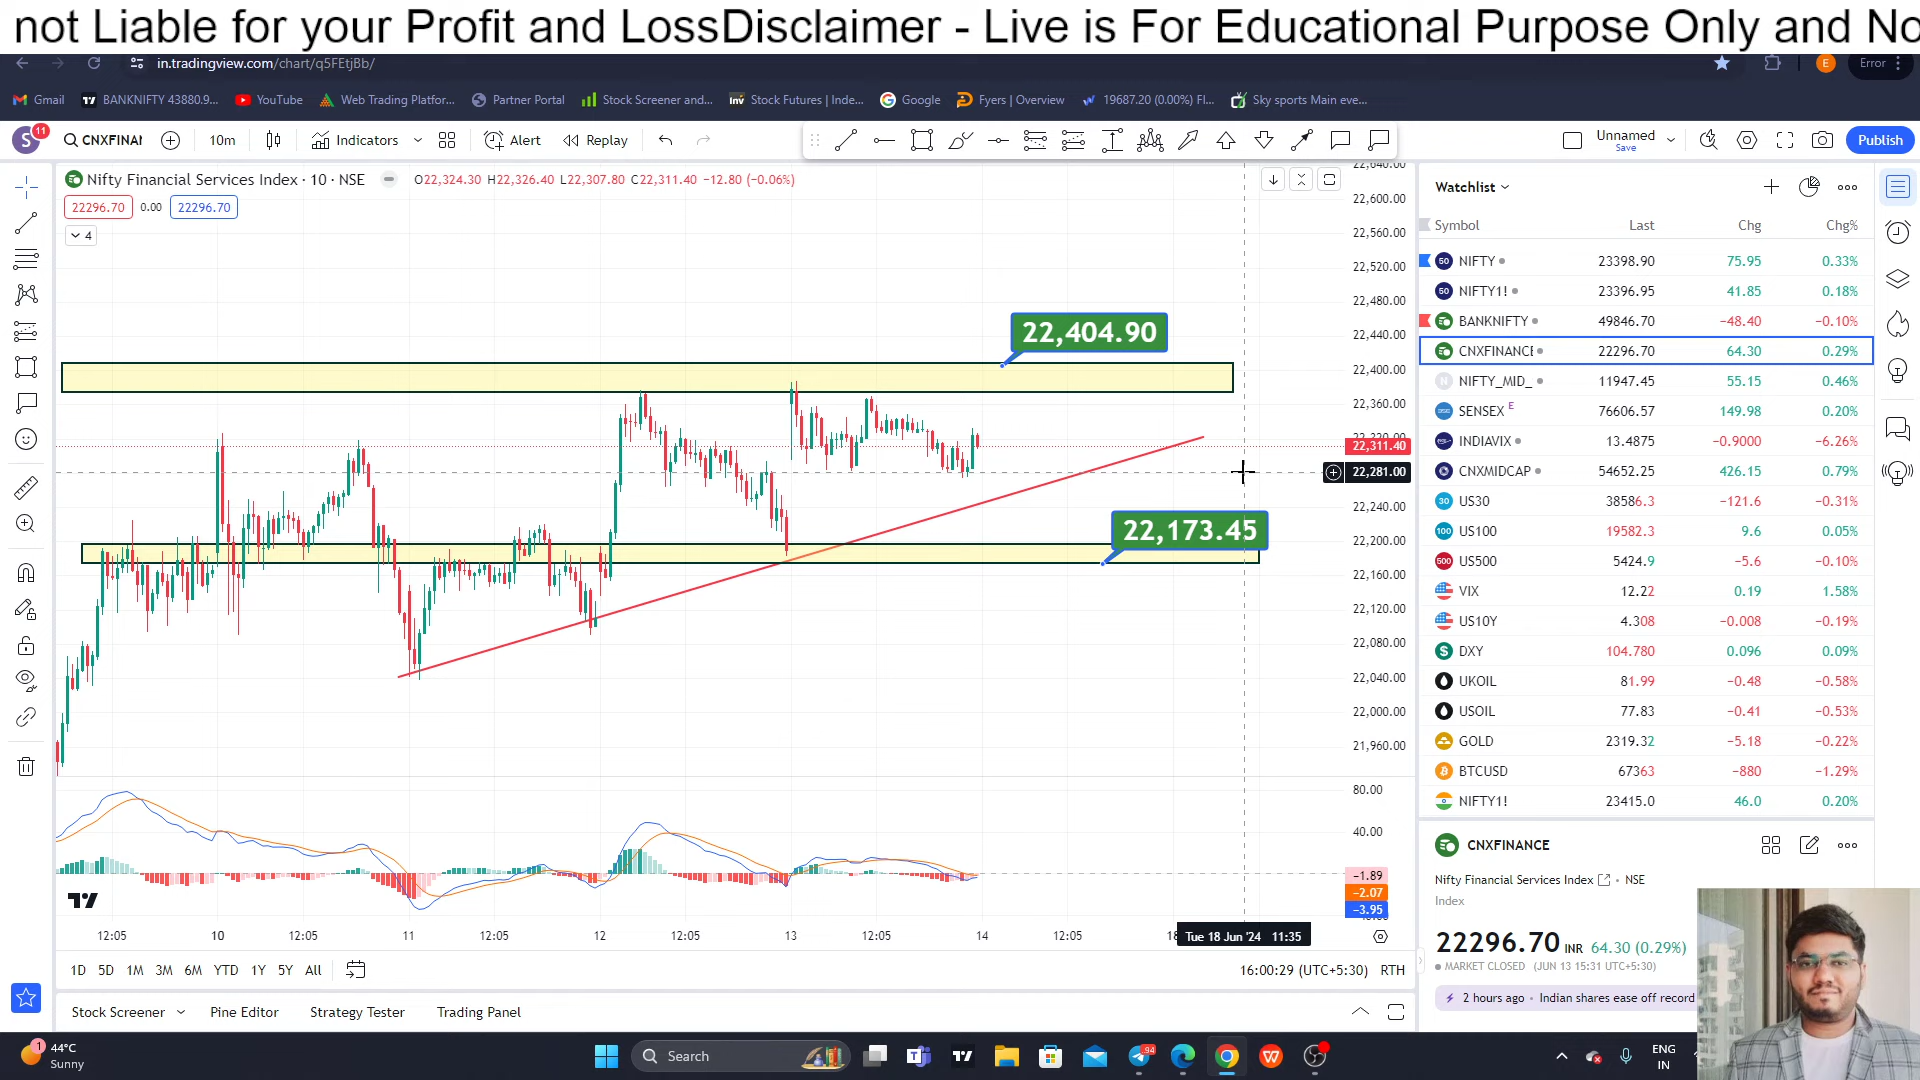 not Liable for your Profit and LossDisclaimer - Live is For Educational Purpose Only and No
in.tradingview.com/chart/q5FEtjBb/
E
Error
Gmail
BANKNIFTY 43880.9...
YouTube
Web Trading Platfor...
Partner Portal
Stock Screener and...
Stock Futures | Inde...
Google
Fyers | Overview
19687.20 (0.00%) Fl...
Sky sports Main eve...
S 11
CNXFINAI
10m
Indicators
Alert
Replay
Unnamed
Save
Publish
Nifty Financial Services Index · 10 · NSE
O22,324.30 H22,326.40 L22,307.80 C22,311.40 −12.80 (−0.06%)
22296.70 0.00 22296.70
4
22,404.90
22,173.45
22,640.00
22,600.00
22,560.00
22,520.00
22,480.00
22,440.00
22,400.00
22,360.00
22,320.00
22,311.40
22,281.00
22,240.00
22,200.00
22,160.00
22,120.00
22,080.00
22,040.00
22,000.00
21,960.00
80.00
40.00
−1.89
−2.07
−3.95
12:05 10 12:05 11 12:05 12 12:05 13 12:05 14 12:05 18
Tue 18 Jun '24 11:35
1D 5D 1M 3M 6M YTD 1Y 5Y All
16:00:29 (UTC+5:30) RTH
Stock Screener
Pine Editor
Strategy Tester
Trading Panel
Watchlist
Symbol Last Chg Chg%
50 NIFTY 23398.90 75.95 0.33%
50 NIFTY1! 23396.95 41.85 0.18%
BANKNIFTY 49846.70 −48.40 −0.10%
CNXFINANCE 22296.70 64.30 0.29%
N NIFTY_MID_ 11947.45 55.15 0.46%
SENSEX E 76606.57 149.98 0.20%
INDIAVIX 13.4875 −0.9000 −6.26%
CNXMIDCAP 54652.25 426.15 0.79%
30 US30 38586.3 −121.6 −0.31%
100 US100 19582.3 9.6 0.05%
500 US500 5424.9 −5.6 −0.10%
VIX 12.22 0.19 1.58%
US10Y 4.308 −0.008 −0.19%
$ DXY 104.780 0.096 0.09%
UKOIL 81.99 −0.48 −0.58%
USOIL 77.83 −0.41 −0.53%
GOLD 2319.32 −5.18 −0.22%
BTCUSD 67363 −880 −1.29%
NIFTY1! 23415.0 46.0 0.20%
CNXFINANCE
Nifty Financial Services Index • NSE
Index
22296.70 INR 64.30 (0.29%)
MARKET CLOSED (JUN 13 15:31 UTC+5:30)
2 hours ago • Indian shares ease off record
1
44°C
Sunny
Search
94
ENG
IN